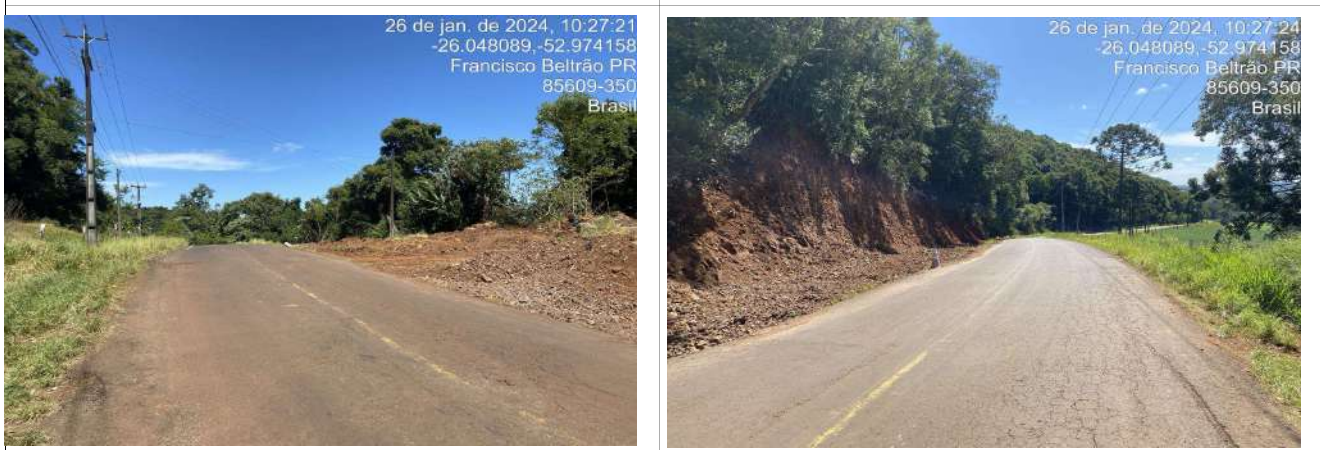 26 de jan. de 2024, 10:27:21
-26.048089,-52.974158
Francisco Beltrão PR
85609-350
Brasil
26 de jan. de 2024, 10:27:24
-26.048089,-52.974158
Francisco Beltrão PR
85609-350
Brasil